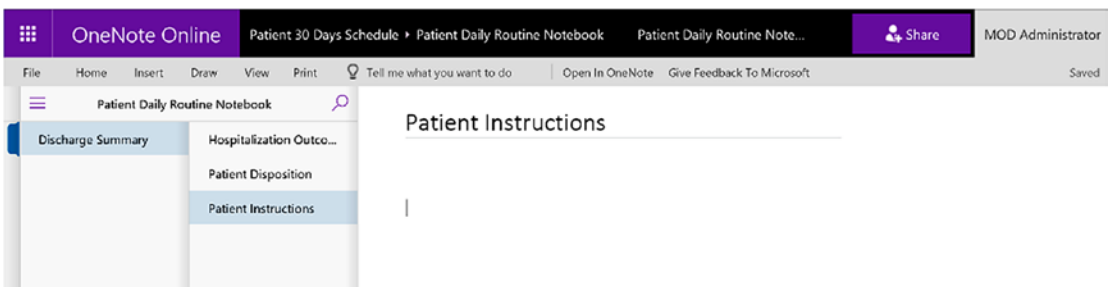 OneNote Online
Patient 30 Days Schedule ▸ Patient Daily Routine Notebook
Patient Daily Routine Note...
Share
MOD Administrator
File Home Insert Draw View Print Tell me what you want to do Open In OneNote Give Feedback To Microsoft Saved
Patient Daily Routine Notebook
Discharge Summary
Hospitalization Outco...
Patient Disposition
Patient Instructions
Patient Instructions